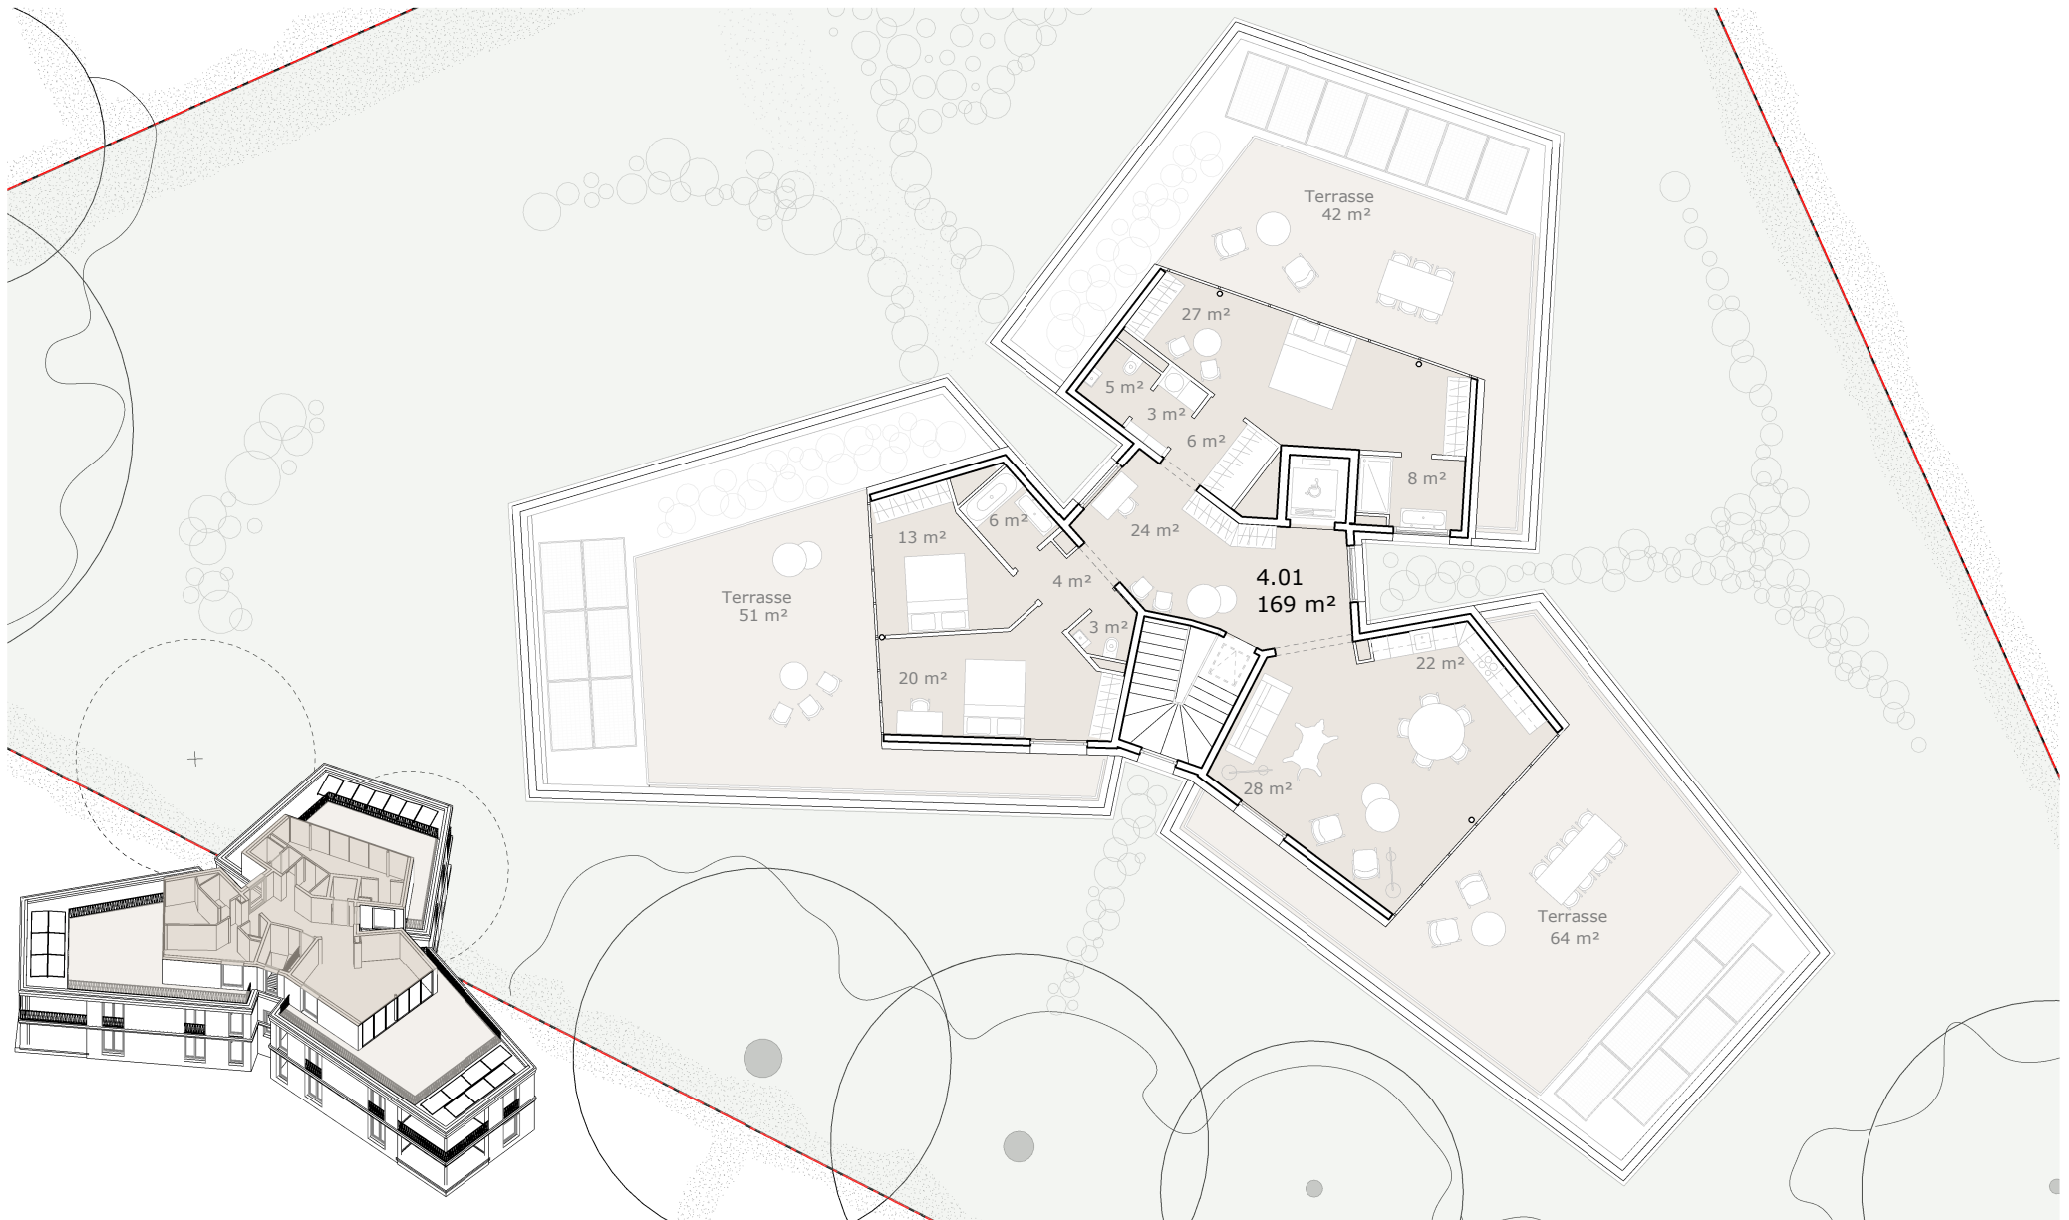 Terrasse
42 m²
27 m²
5 m²
3 m²
6 m²
8 m²
24 m²
6 m²
13 m²
4 m²
4.01
169 m²
Terrasse
51 m²
3 m²
20 m²
22 m²
28 m²
Terrasse
64 m²